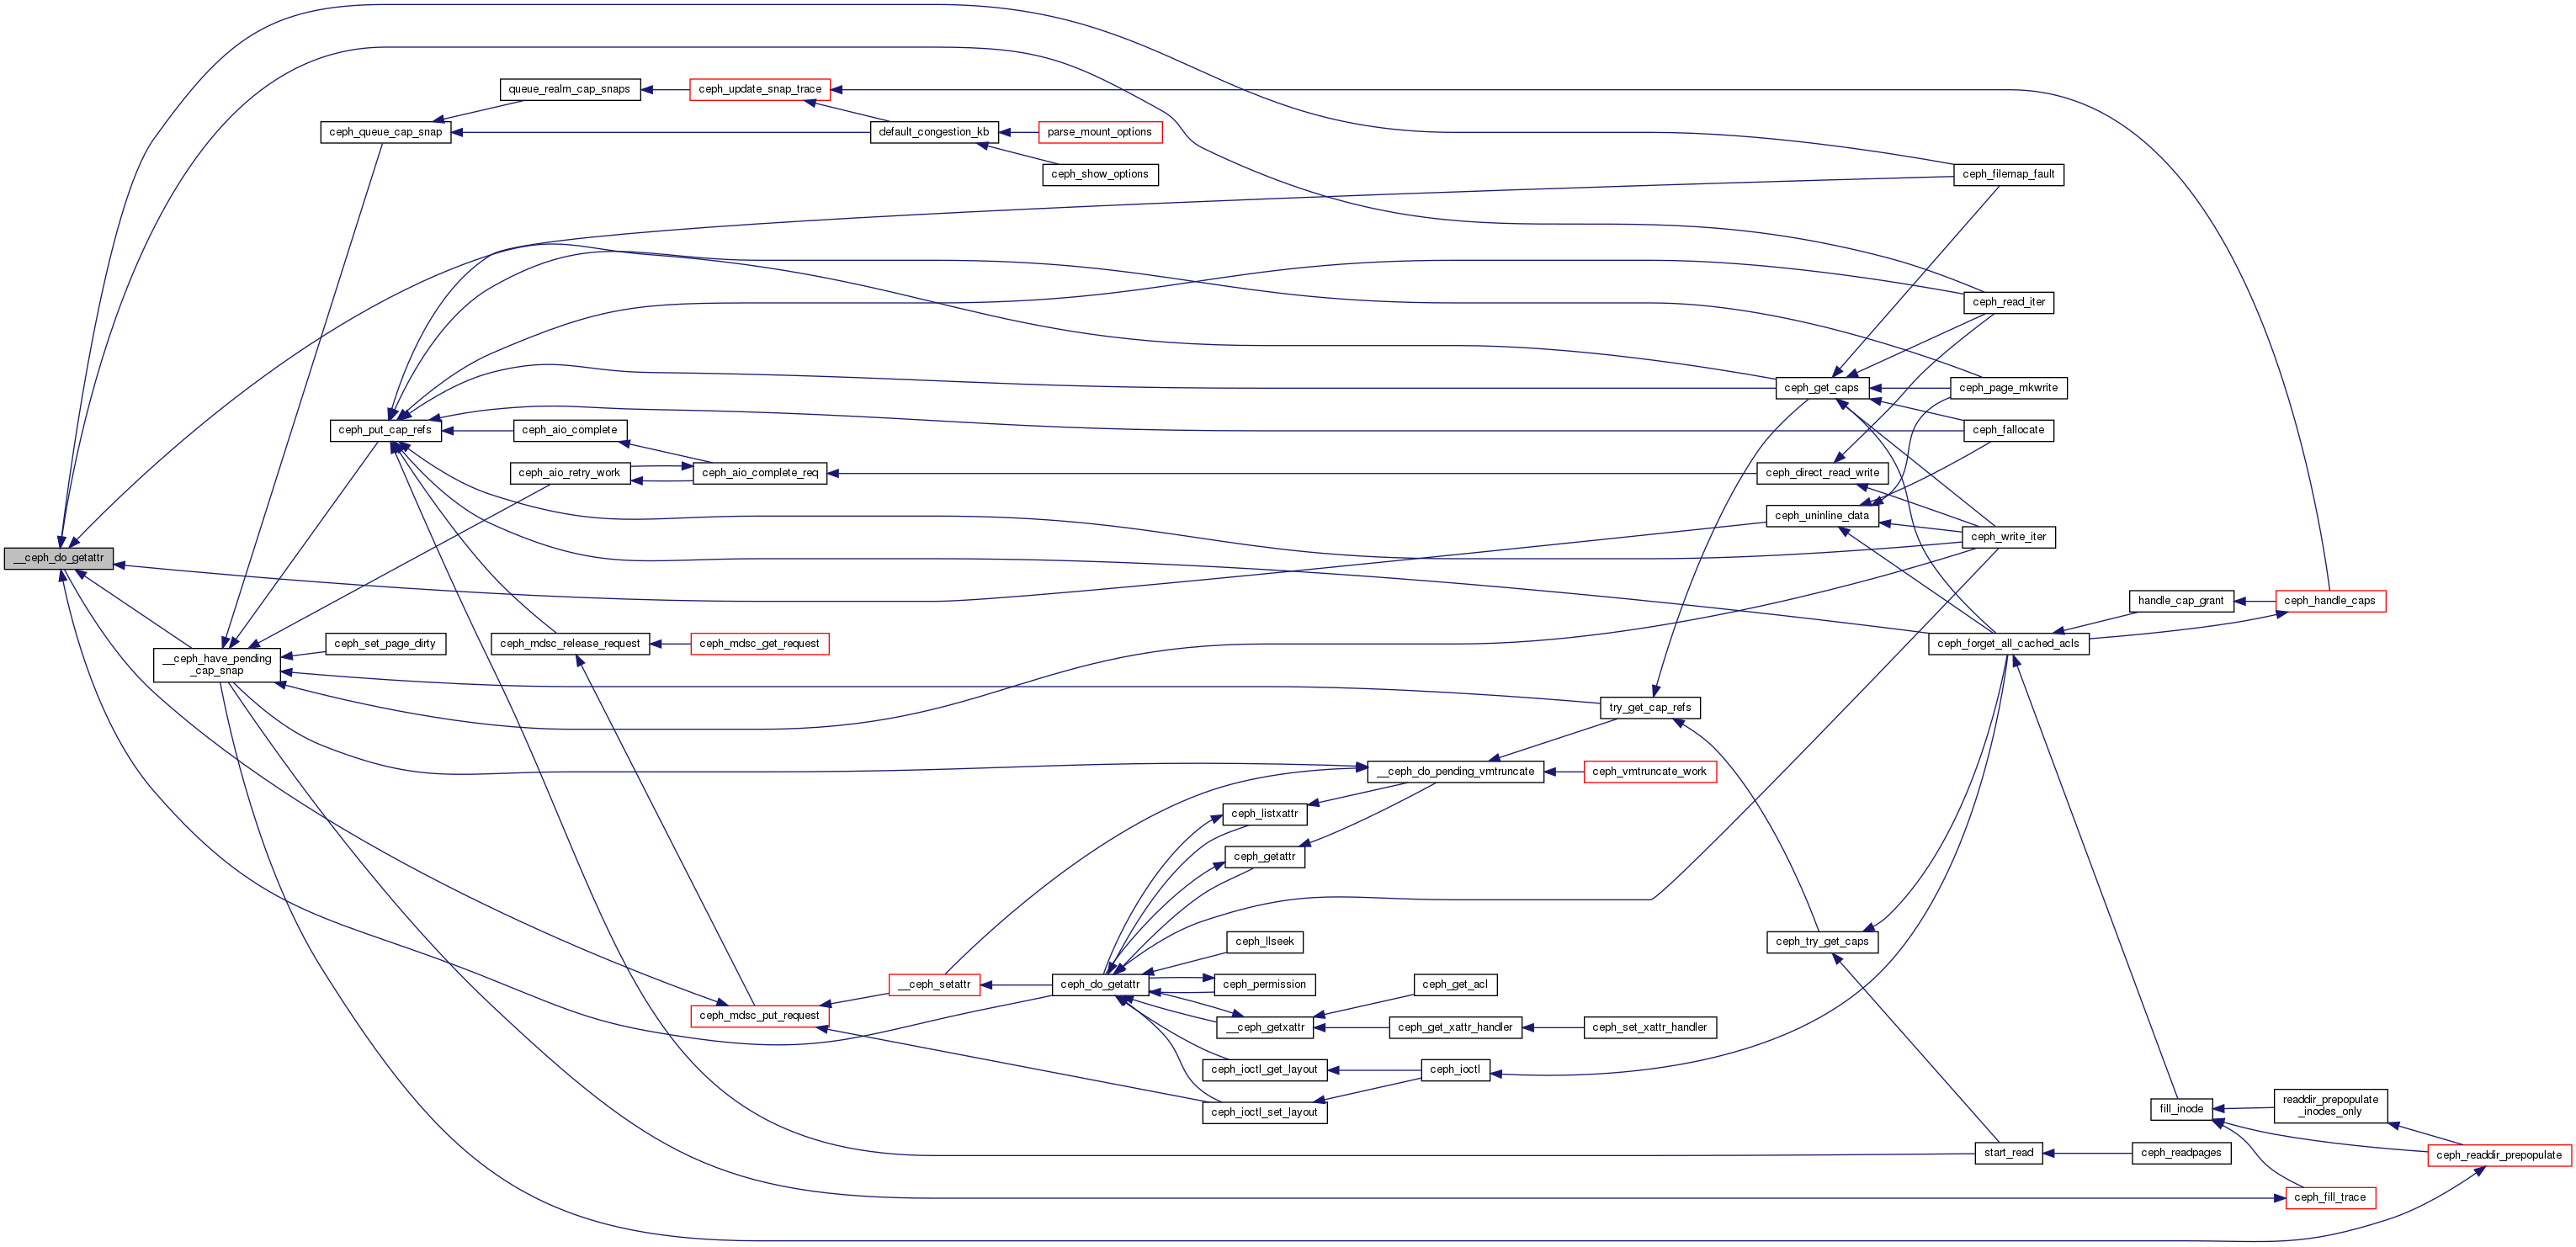 __ceph_do_getattr
__ceph_have_pending
_cap_snap
ceph_queue_cap_snap
queue_realm_cap_snaps
ceph_update_snap_trace
default_congestion_kb
parse_mount_options
ceph_show_options
ceph_put_cap_refs
ceph_aio_complete
ceph_aio_retry_work
ceph_aio_complete_req
ceph_set_page_dirty
ceph_mdsc_release_request
ceph_mdsc_get_request
ceph_mdsc_put_request
__ceph_setattr
ceph_do_getattr
ceph_listxattr
ceph_getattr
ceph_llseek
ceph_permission
__ceph_getxattr
ceph_ioctl_get_layout
ceph_ioctl_set_layout
__ceph_do_pending_vmtruncate
ceph_get_acl
ceph_get_xattr_handler
ceph_ioctl
ceph_vmtruncate_work
ceph_set_xattr_handler
try_get_cap_refs
ceph_get_caps
ceph_direct_read_write
ceph_uninline_data
ceph_try_get_caps
ceph_filemap_fault
ceph_read_iter
ceph_page_mkwrite
ceph_fallocate
ceph_write_iter
ceph_forget_all_cached_acls
start_read
handle_cap_grant
ceph_handle_caps
fill_inode
ceph_readpages
readdir_prepopulate
_inodes_only
ceph_readdir_prepopulate
ceph_fill_trace